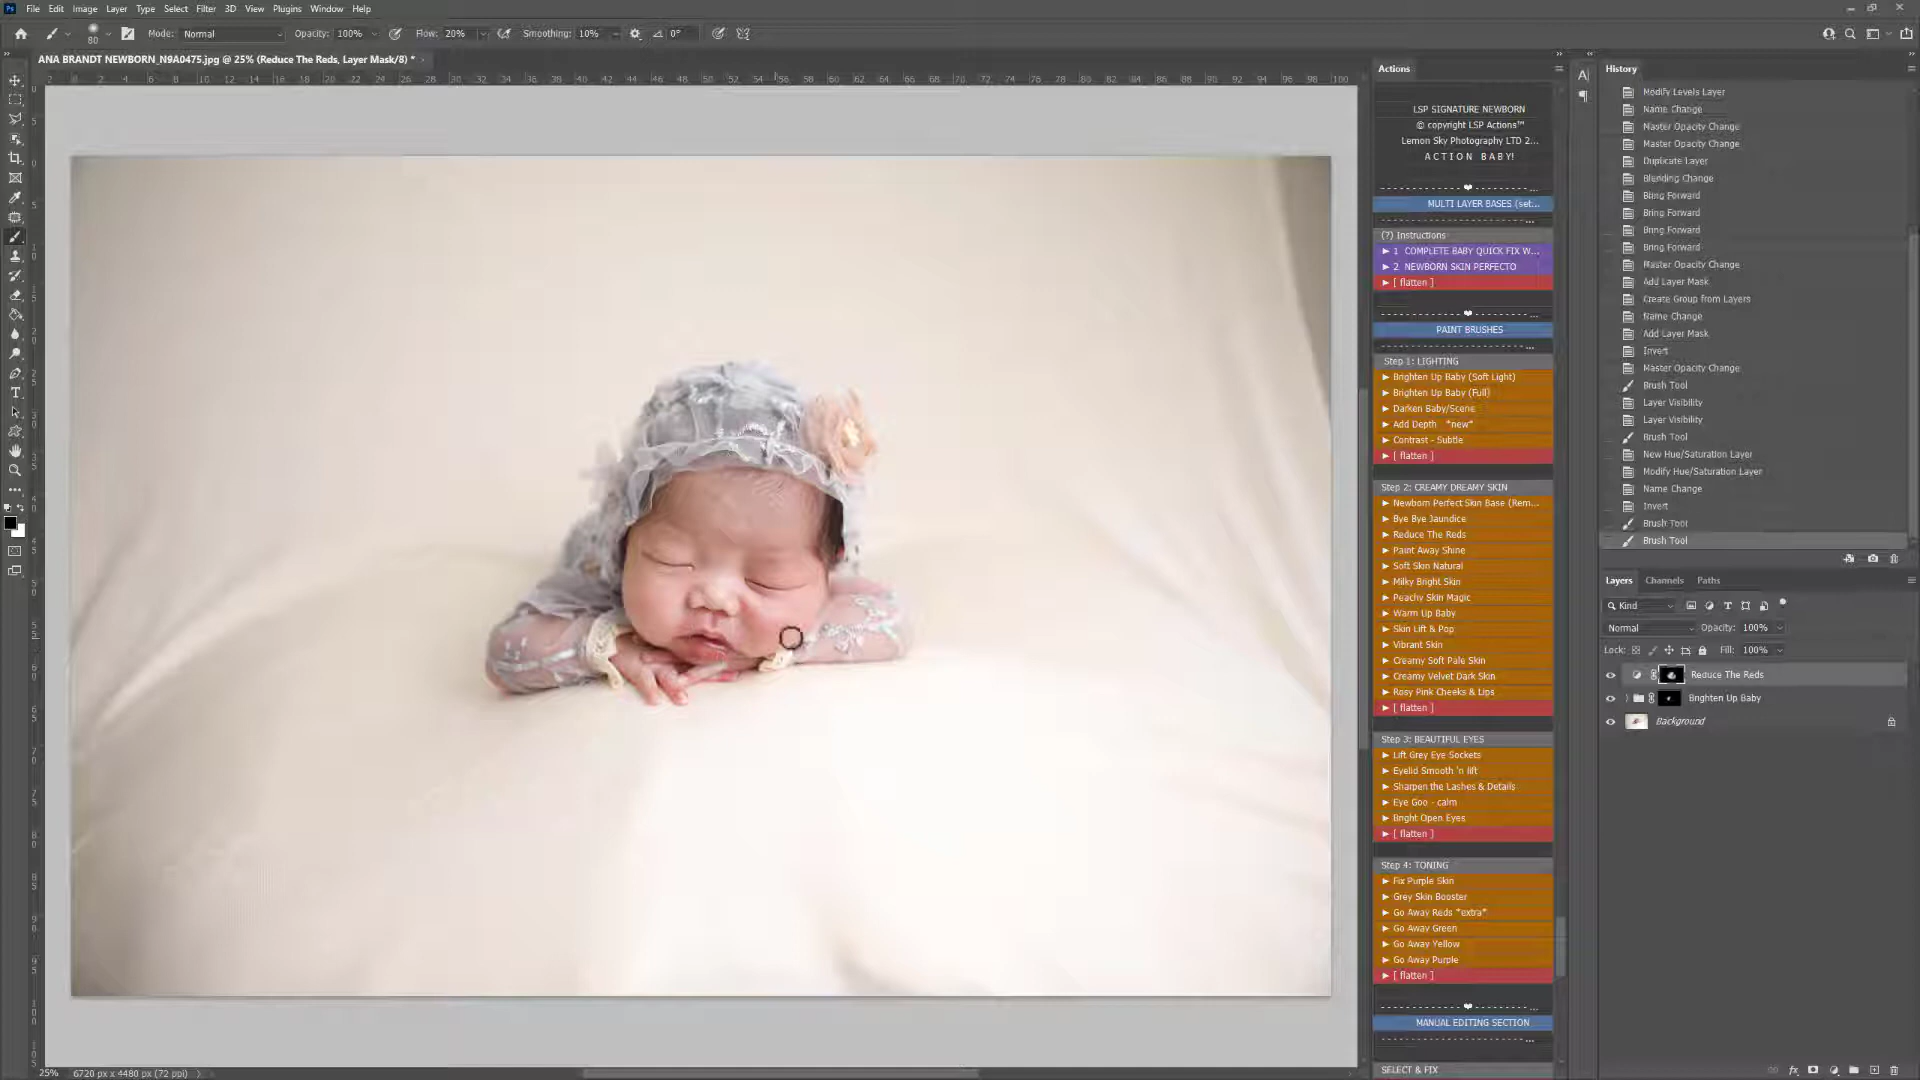 File Edit Image Layer Type Select Filter 3D View Plugins Window Help
80 Mode: Normal Opacity: 100% Flow: 20% Smoothing: 10% 0°
ANA BRANDT NEWBORN_N9A0475.jpg @ 25% (Reduce The Reds, Layer Mask/8) *
Actions
LSP SIGNATURE NEWBORN
© copyright LSP Actions™
Lemon Sky Photography LTD 2...
A C T I O N B A B Y!
MULTI LAYER BASES (set...
(?) Instructions
1 COMPLETE BABY QUICK FIX W...
2 NEWBORN SKIN PERFECTO
[ flatten ]
PAINT BRUSHES
Step 1: LIGHTING
Brighten Up Baby (Soft Light)
Brighten Up Baby (Full)
Darken Baby/Scene
Add Depth *new*
Contrast - Subtle
[ flatten ]
Step 2: CREAMY DREAMY SKIN
Newborn Perfect Skin Base (Rem...
Bye Bye Jaundice
Reduce The Reds
Paint Away Shine
Soft Skin Natural
Milky Bright Skin
Peachy Skin Magic
Warm Up Baby
Skin Lift & Pop
Vibrant Skin
Creamy Soft Pale Skin
Creamy Velvet Dark Skin
Rosy Pink Cheeks & Lips
[ flatten ]
Step 3: BEAUTIFUL EYES
Lift Grey Eye Sockets
Eyelid Smooth 'n lift
Sharpen the Lashes & Details
Eye Goo - calm
Bright Open Eyes
[ flatten ]
Step 4: TONING
Fix Purple Skin
Grey Skin Booster
Go Away Reds *extra*
Go Away Green
Go Away Yellow
Go Away Purple
[ flatten ]
MANUAL EDITING SECTION
SELECT & FIX
History
Modify Levels Layer
Name Change
Master Opacity Change
Master Opacity Change
Duplicate Layer
Blending Change
Bring Forward
Bring Forward
Bring Forward
Bring Forward
Master Opacity Change
Add Layer Mask
Create Group from Layers
Name Change
Add Layer Mask
Invert
Master Opacity Change
Brush Tool
Layer Visibility
Layer Visibility
Brush Tool
New Hue/Saturation Layer
Modify Hue/Saturation Layer
Name Change
Invert
Brush Tool
Brush Tool
Layers Channels Paths
Kind
Normal Opacity: 100%
Lock: Fill: 100%
Reduce The Reds
Brighten Up Baby
Background
25% 6720 px x 4480 px (72 ppi)